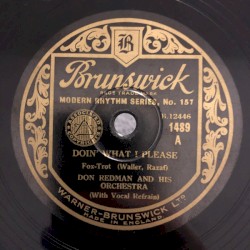 B
Brunswick
MODERN RHYTHM SERIES, No. 157
B.12446
1489
A
DOIN' WHAT I PLEASE
Fox-Trot (Waller, Razaf)
DON REDMAN AND HIS
ORCHESTRA
(With Vocal Refrain)
WARNER-BRUNSWICK LTD
MADE IN ENGLAND